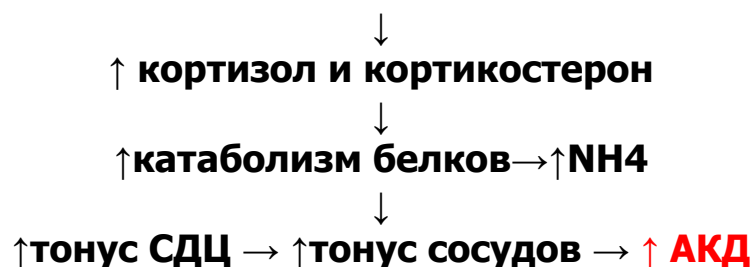 ↓
↑ кортизол и кортикостерон
↓
↑катаболизм белков→↑NH4
↓
↑тонус СДЦ → ↑тонус сосудов → ↑ АКД